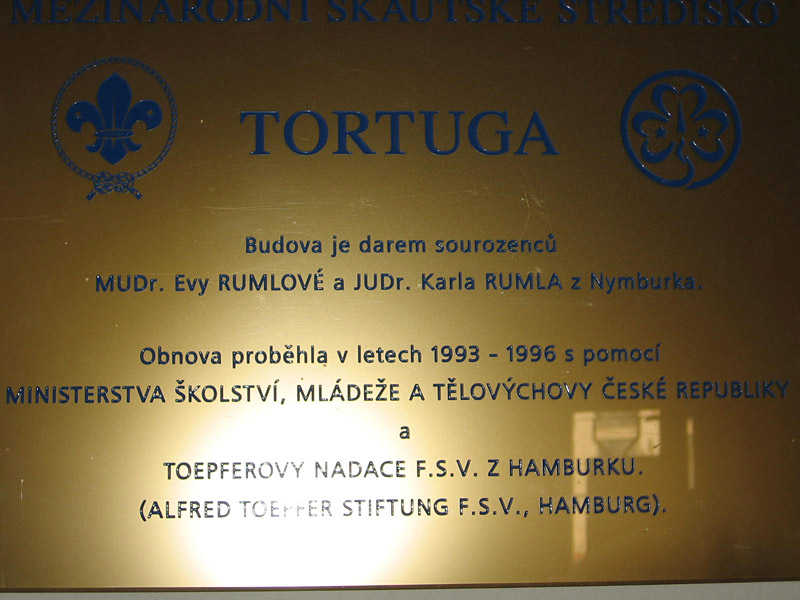 MEZINÁRODNÍ SKAUTSKÉ STŘEDISKO
TORTUGA
Budova je darem sourozenců
MUDr. Evy RUMLOVÉ a JUDr. Karla RUMLA z Nymburka.
Obnova proběhla v letech 1993 - 1996 s pomocí
MINISTERSTVA ŠKOLSTVÍ, MLÁDEŽE A TĚLOVÝCHOVY ČESKÉ REPUBLIKY
a
TOEPFEROVY NADACE F.S.V. Z HAMBURKU.
(ALFRED TOEPFER STIFTUNG F.S.V., HAMBURG).